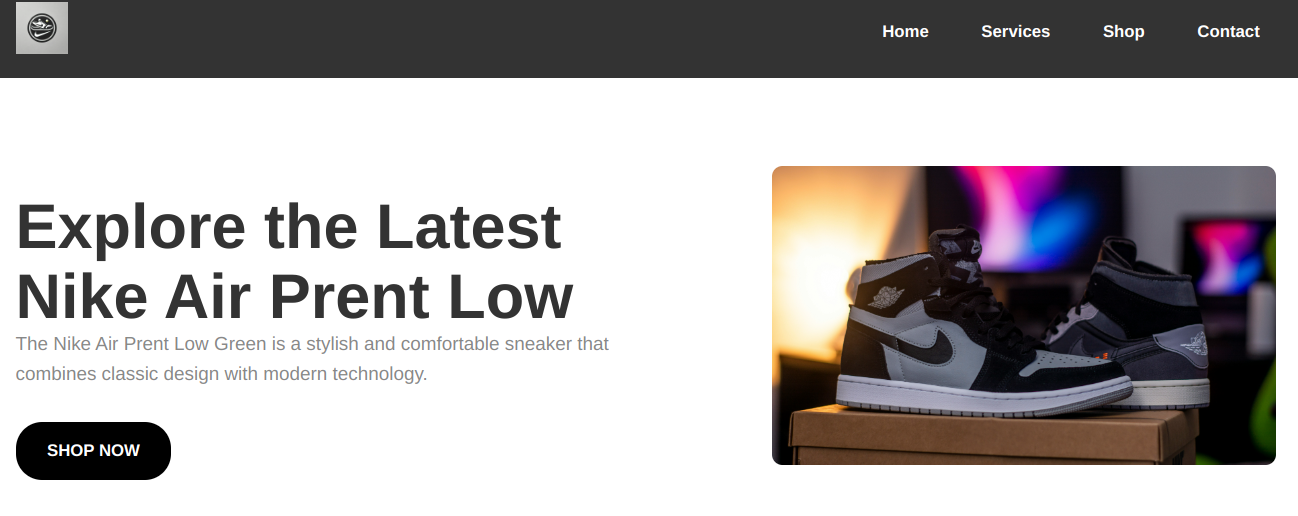 Home Services Shop Contact
Explore the Latest
Nike Air Prent Low
The Nike Air Prent Low Green is a stylish and comfortable sneaker that
combines classic design with modern technology.
SHOP NOW